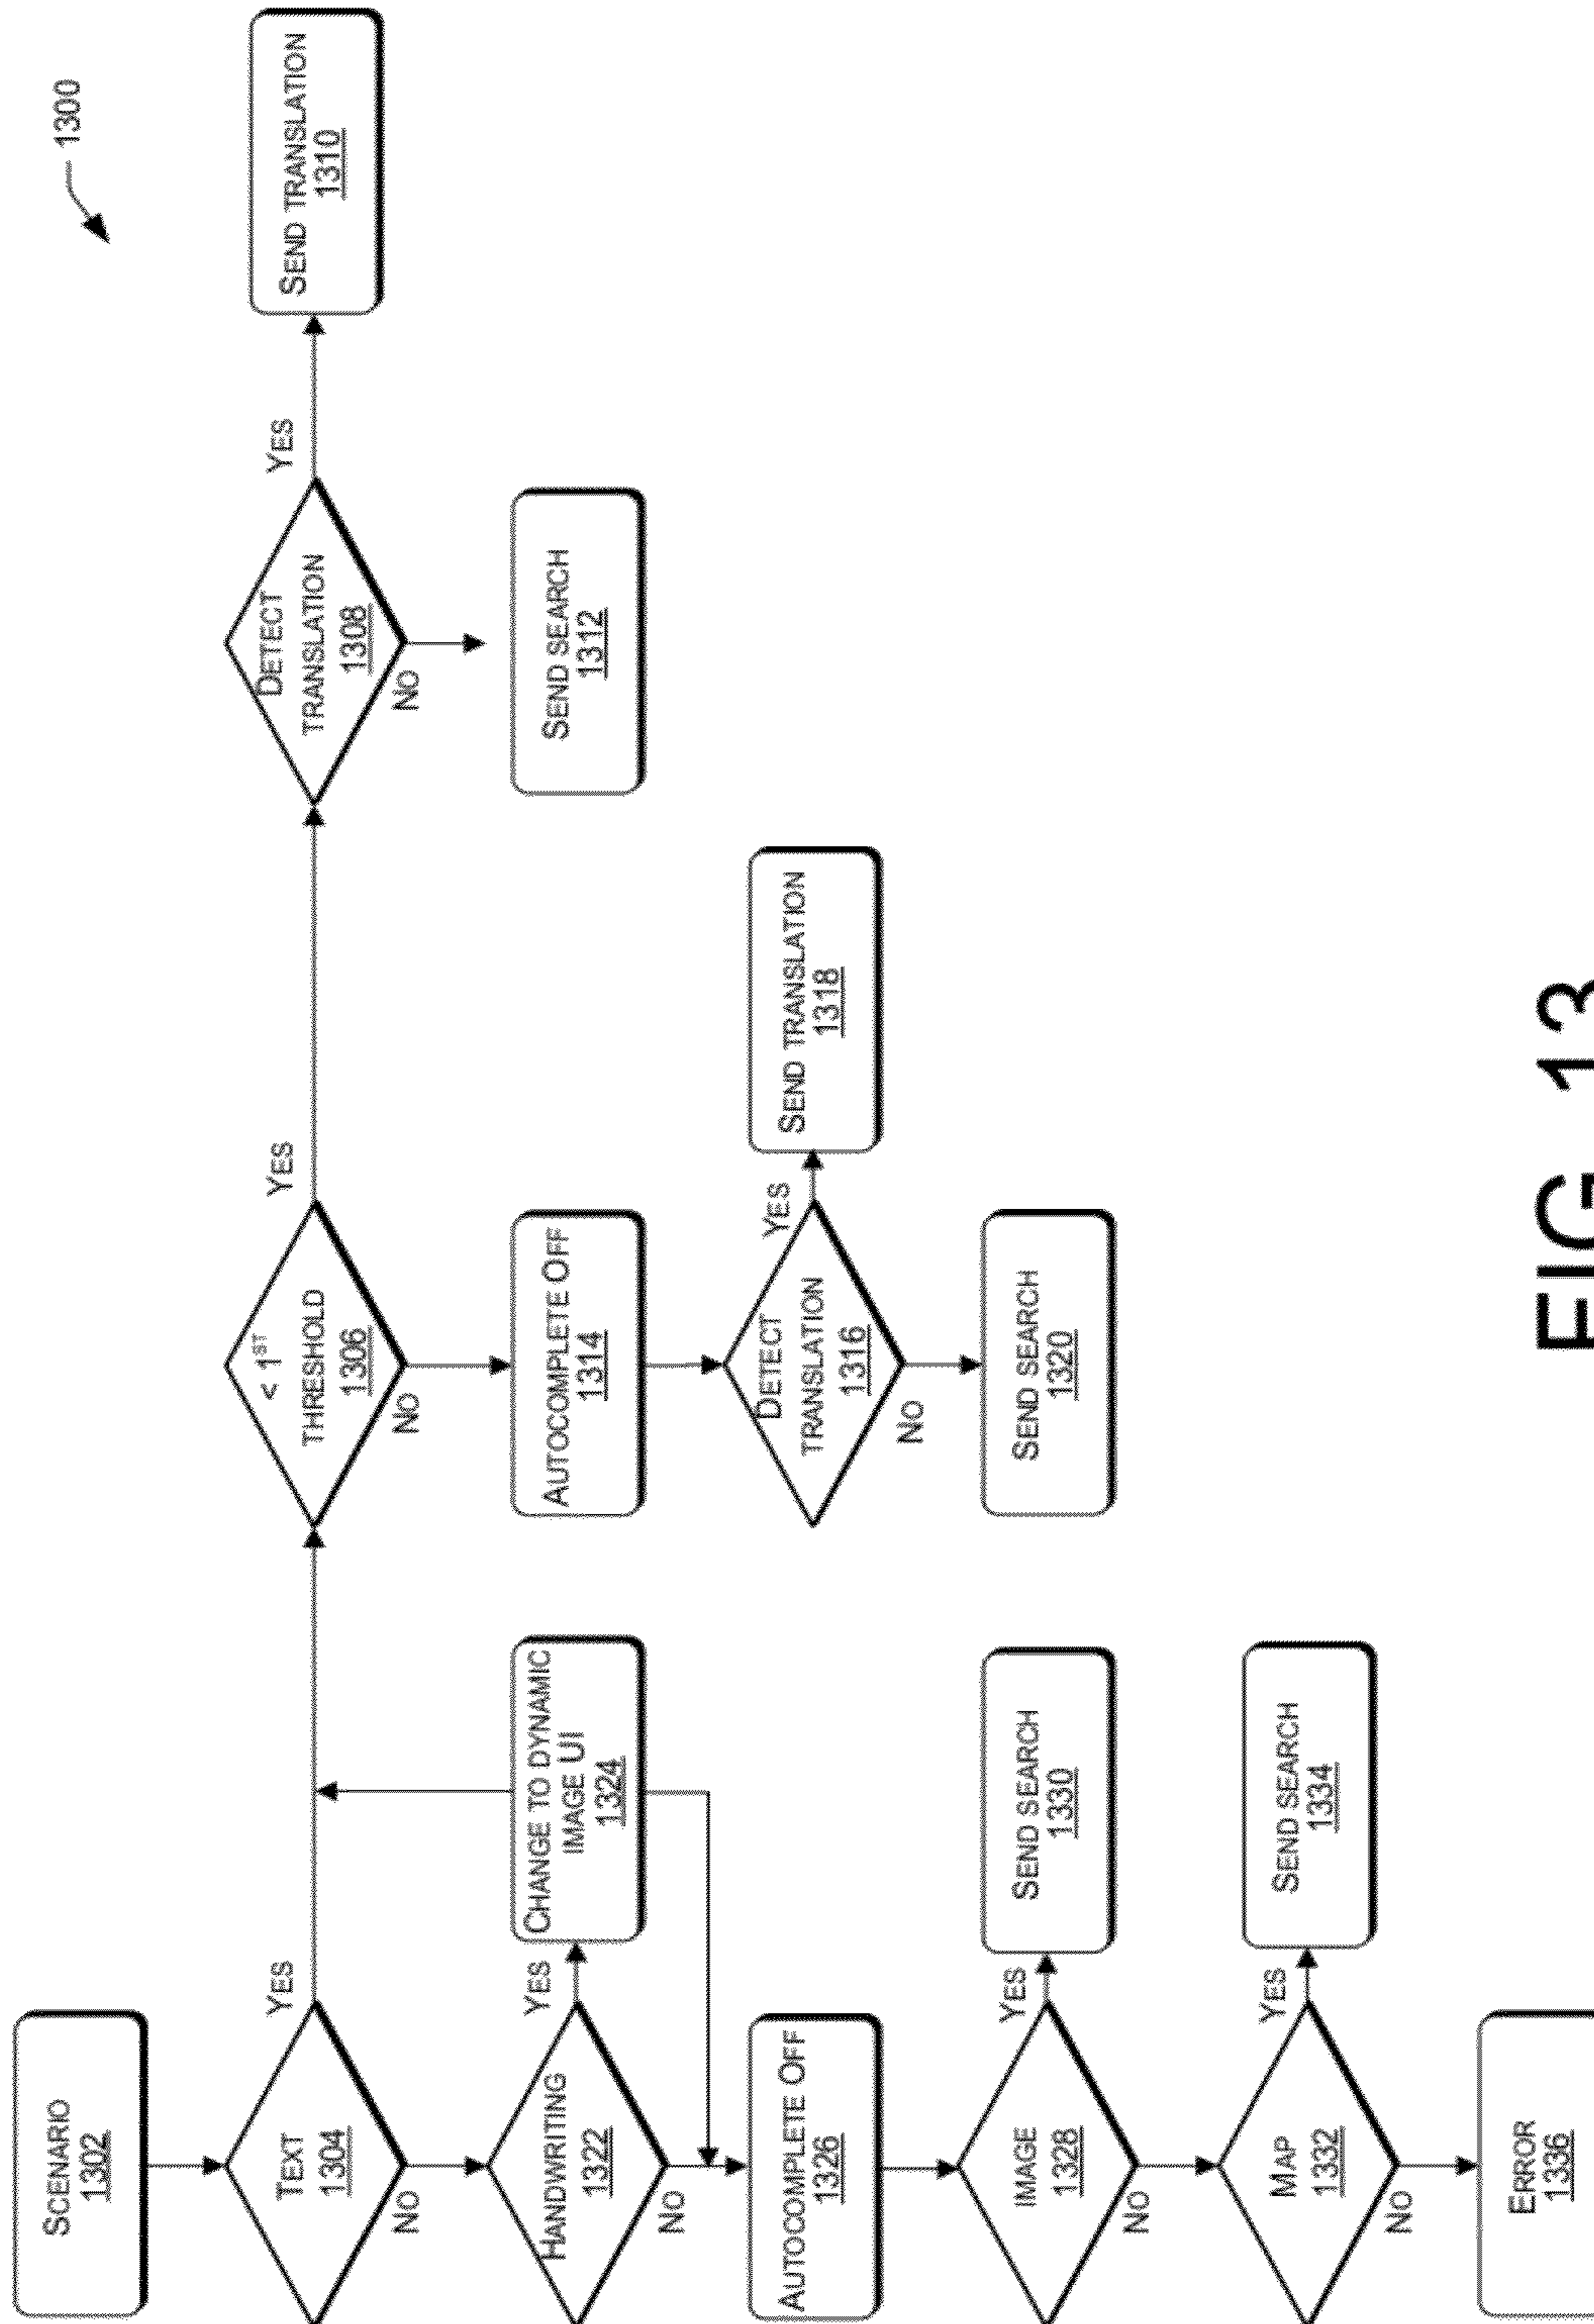 1300
SCENARIO
1302
TEXT
1304
YES
NO
< 1ST
THRESHOLD
1306
YES
NO
DETECT
TRANSLATION
1308
YES
NO
SEND TRANSLATION
1310
SEND SEARCH
1312
AUTOCOMPLETE OFF
1314
DETECT
TRANSLATION
1316
YES
NO
SEND TRANSLATION
1318
SEND SEARCH
1320
HANDWRITING
1322
YES
NO
CHANGE TO DYNAMIC
IMAGE UI
1324
AUTOCOMPLETE OFF
1326
IMAGE
1328
YES
NO
SEND SEARCH
1330
MAP
1332
YES
NO
SEND SEARCH
1334
ERROR
1336
FIG. 13